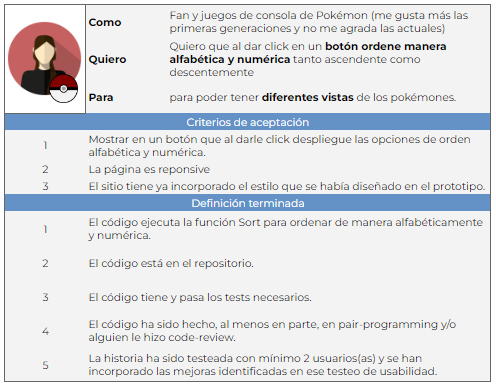 Como Fan y juegos de consola de Pokémon (me gusta más las
primeras generaciones y no me agrada las actuales)
Quiero Quiero que al dar click en un botón ordene manera
alfabética y numérica tanto ascendente como
descentemente
Para para poder tener diferentes vistas de los pokémones.
Criterios de aceptación
1 Mostrar en un botón que al darle click despliegue las opciones de orden
alfabética y numérica.
2 La página es reponsive
3 El sitio tiene ya incorporado el estilo que se había diseñado en el prototipo.
Definición terminada
1 El código ejecuta la función Sort para ordenar de manera alfabéticamente
y numérica.
2 El código está en el repositorio.
3 El código tiene y pasa los tests necesarios.
4 El código ha sido hecho, al menos en parte, en pair-programming y/o
alguien le hizo code-review.
5 La historia ha sido testeada con mínimo 2 usuarios(as) y se han
incorporado las mejoras identificadas en ese testeo de usabilidad.